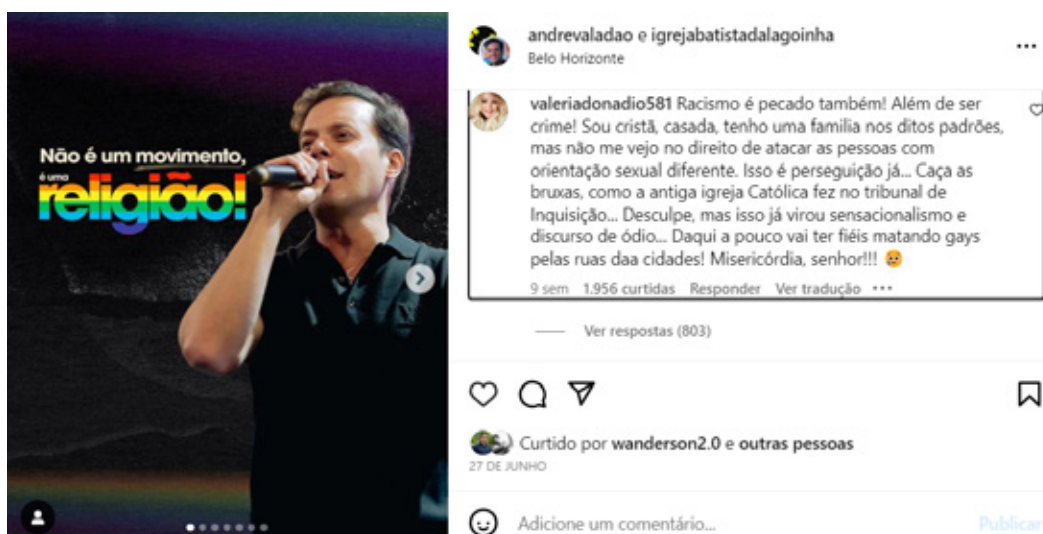 Não é um movimento,
é uma
religião!
andrevaladao e igrejabatistadalagoinha
Belo Horizonte
valeriadonadio581 Racismo é pecado também! Além de ser
crime! Sou cristã, casada, tenho uma familia nos ditos padrões,
mas não me vejo no direito de atacar as pessoas com
orientação sexual diferente. Isso é perseguição já... Caça as
bruxas, como a antiga igreja Católica fez no tribunal de
Inquisição... Desculpe, mas isso já virou sensacionalismo e
discurso de ódio... Daqui a pouco vai ter fiéis matando gays
pelas ruas daa cidades! Misericórdia, senhor!!! 😢
9 sem 1.956 curtidas Responder Ver tradução
Ver respostas (803)
Curtido por wanderson2.0 e outras pessoas
27 DE JUNHO
Adicione um comentário... Publicar